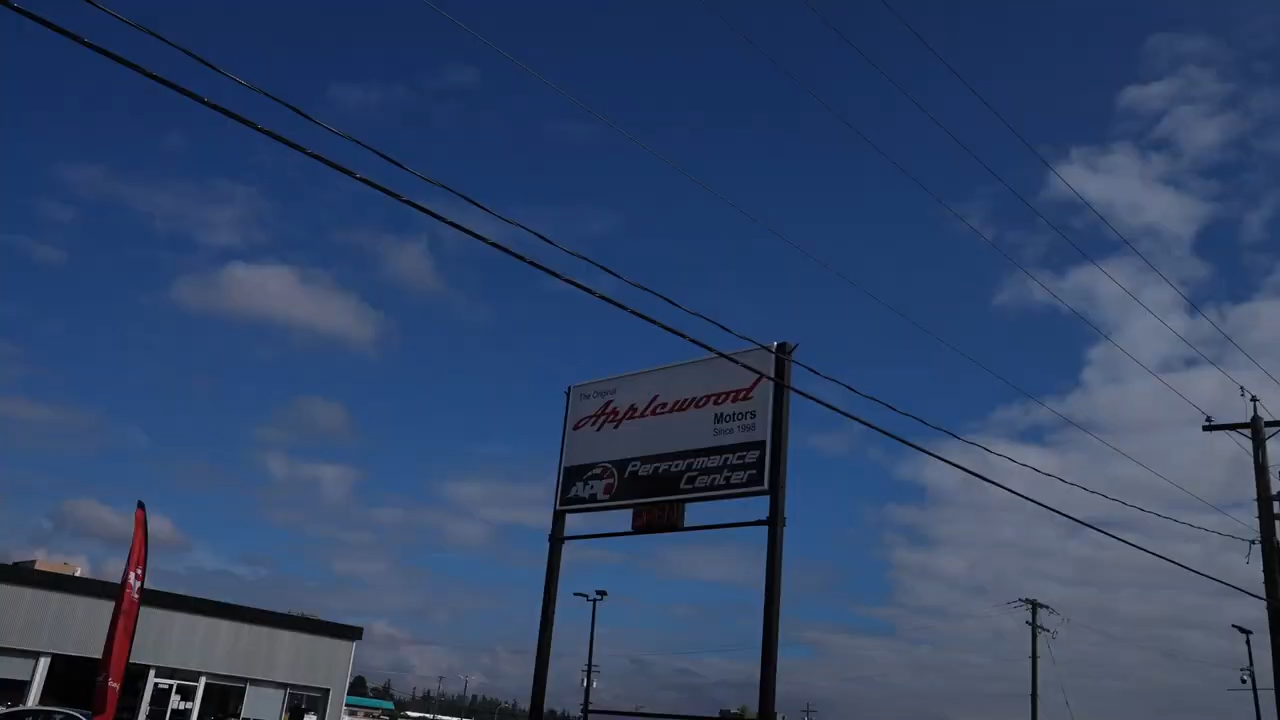 The Original
Applewood
Motors
Since 1998
APC
Performance
Center